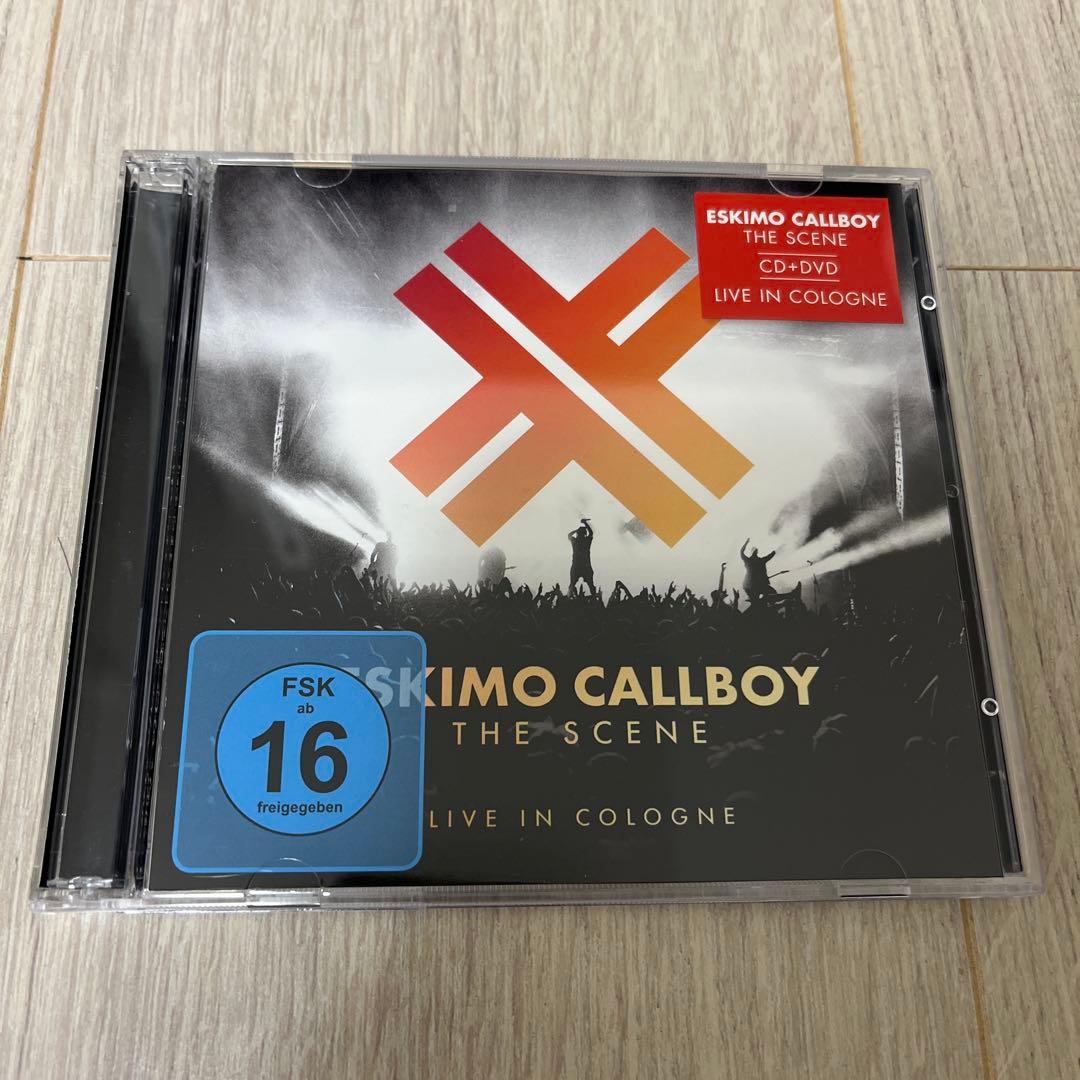 ESKIMO CALLBOY
THE SCENE
CD+DVD
LIVE IN COLOGNE
ESKIMO CALLBOY
THE SCENE
LIVE IN COLOGNE
FSK
ab
16
freigegeben